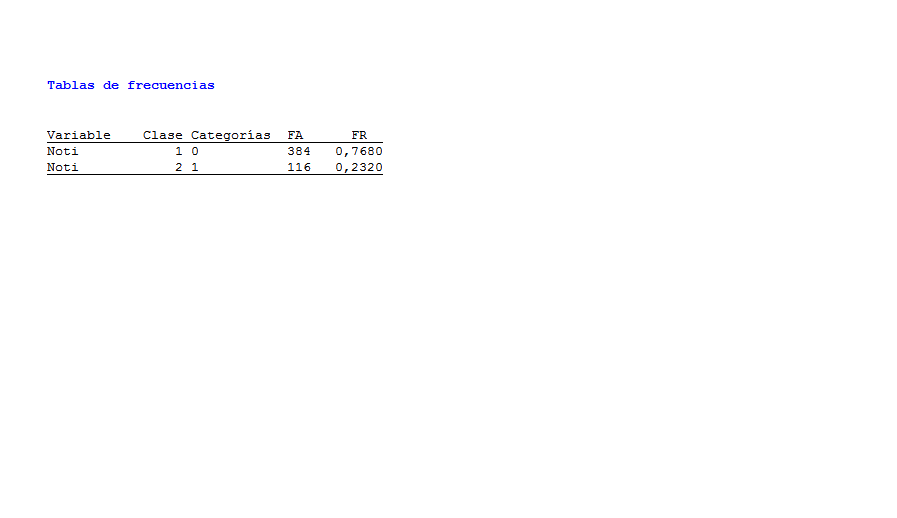 Tablas de frecuencias
Variable Clase Categorías FA FR
Noti 1 0 384 0,7680
Noti 2 1 116 0,2320